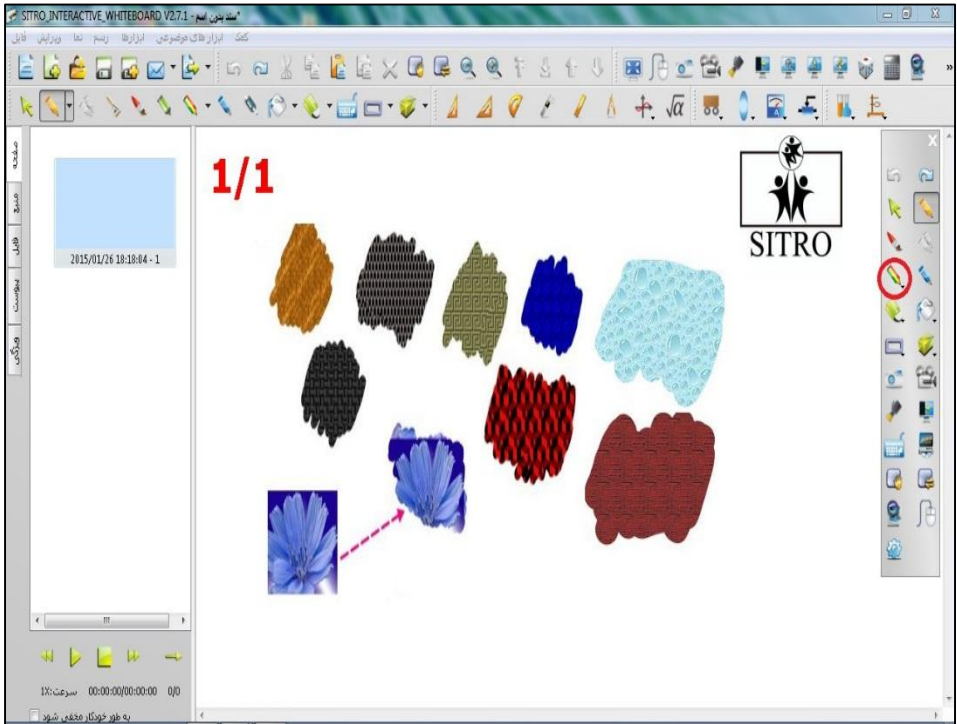 SITRO_INTERACTIVE_WHITEBOARD V2.7.1 - سند بدون اسم*
فایل ویرایش نما رسم ابزارها ابزار های موضوعی کمک
صفحه
منبع
فایل
پیوست
ویژگی
2015/01/26 18:18:04 - 1
1/1
SITRO
سرعت:1X 00:00:00/00:00:00 0/0
به طور خودکار مخفی شود